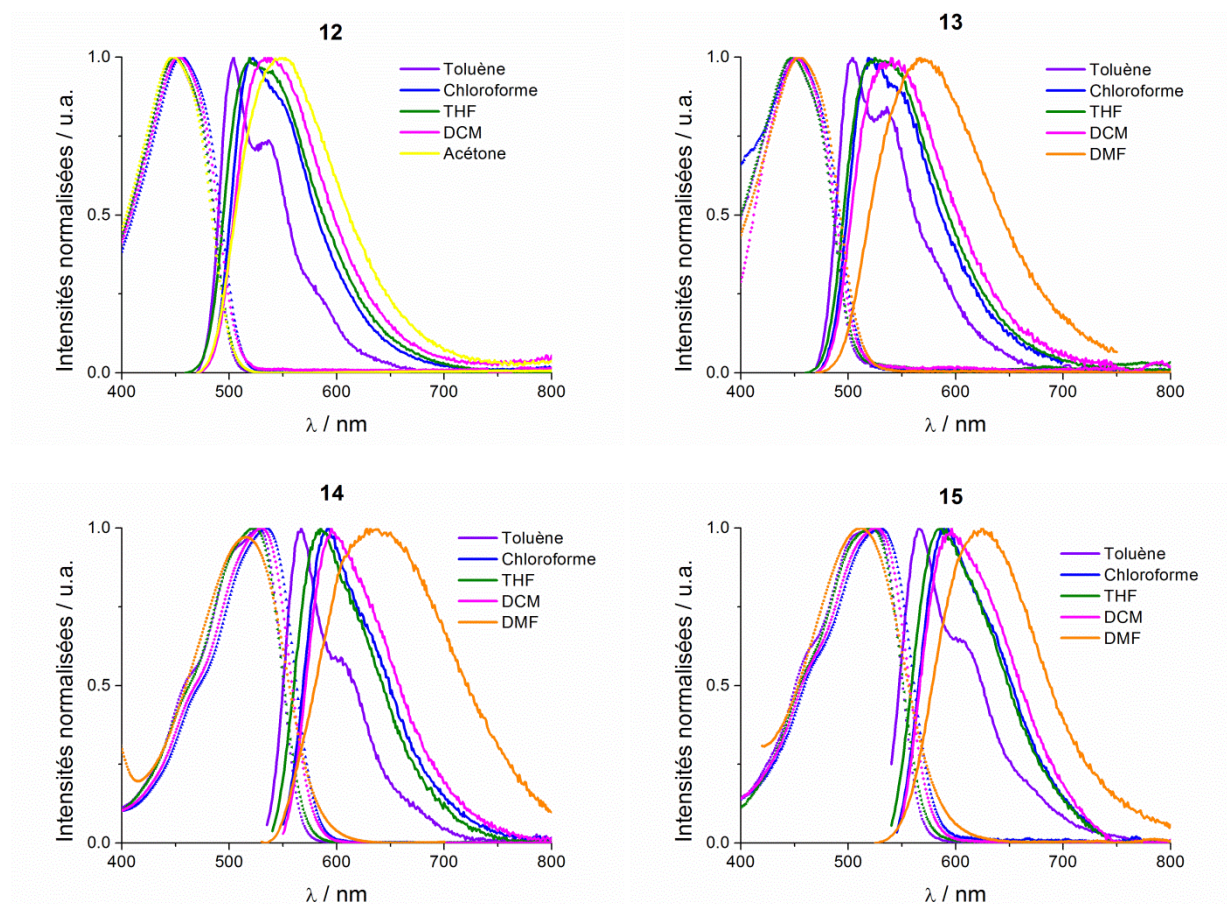 12
Intensités normalisées / u.a.
1.0
0.5
0.0
400
500
600
700
800
λ / nm
Toluène
Chloroforme
THF
DCM
Acétone
13
Intensités normalisées / u.a.
1.0
0.5
0.0
400
500
600
700
800
λ / nm
Toluène
Chloroforme
THF
DCM
DMF
14
Intensités normalisées / u.a.
1.0
0.5
0.0
400
500
600
700
800
λ / nm
Toluène
Chloroforme
THF
DCM
DMF
15
Intensités normalisées / u.a.
1.0
0.5
0.0
400
500
600
700
800
λ / nm
Toluène
Chloroforme
THF
DCM
DMF